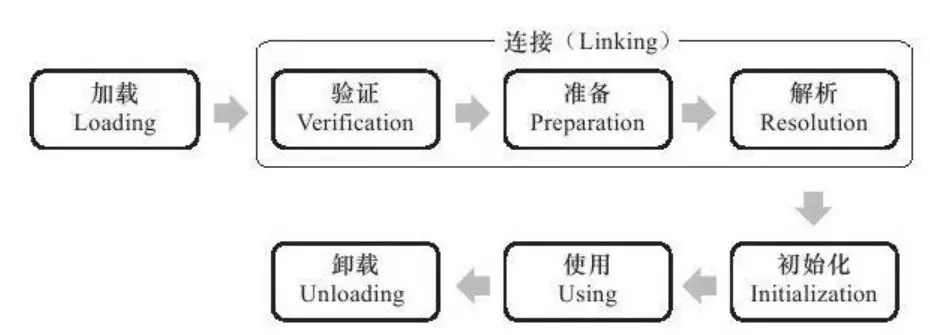 连接（Linking）
加载
Loading
验证
Verification
准备
Preparation
解析
Resolution
初始化
Initialization
使用
Using
卸载
Unloading